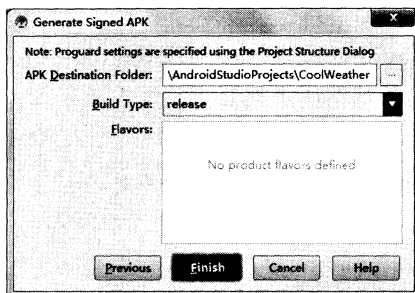 Generate Signed APK
Note: Proguard settings are specified using the Project Structure Dialog
APK Destination Folder: \AndroidStudioProjects\CoolWeather ...
Build Type: release
Flavors:
No product flavors defined
Previous Finish Cancel Help